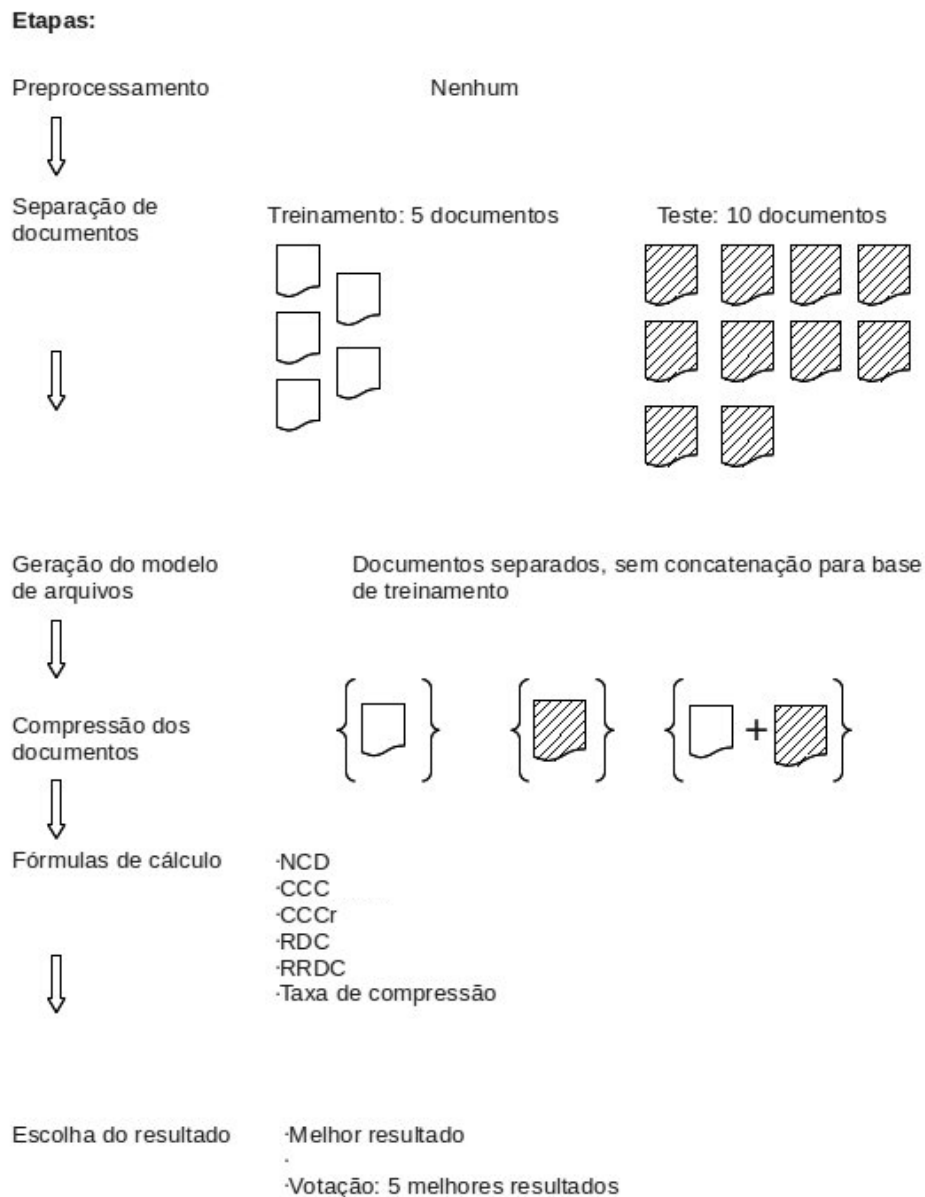 Etapas:
Preprocessamento Nenhum
Separação de
documentos
Treinamento: 5 documentos Teste: 10 documentos
Geração do modelo
de arquivos
Documentos separados, sem concatenação para base
de treinamento
Compressão dos
documentos
+
Fórmulas de cálculo
·NCD
·CCC
·CCCr
·RDC
·RRDC
·Taxa de compressão
Escolha do resultado
·Melhor resultado
·
·Votação: 5 melhores resultados